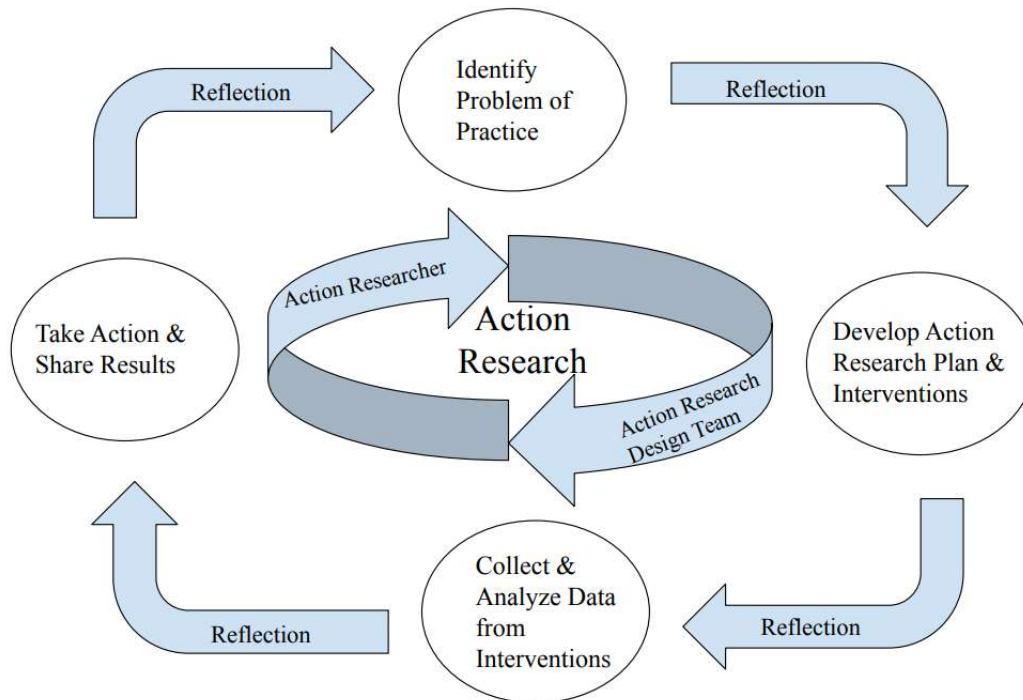 Reflection
Identify
Problem of
Practice
Reflection
Action Researcher
Action
Research
Take Action &
Share Results
Develop Action
Research Plan &
Interventions
Action Research
Design Team
Collect &
Analyze Data
from
Interventions
Reflection
Reflection